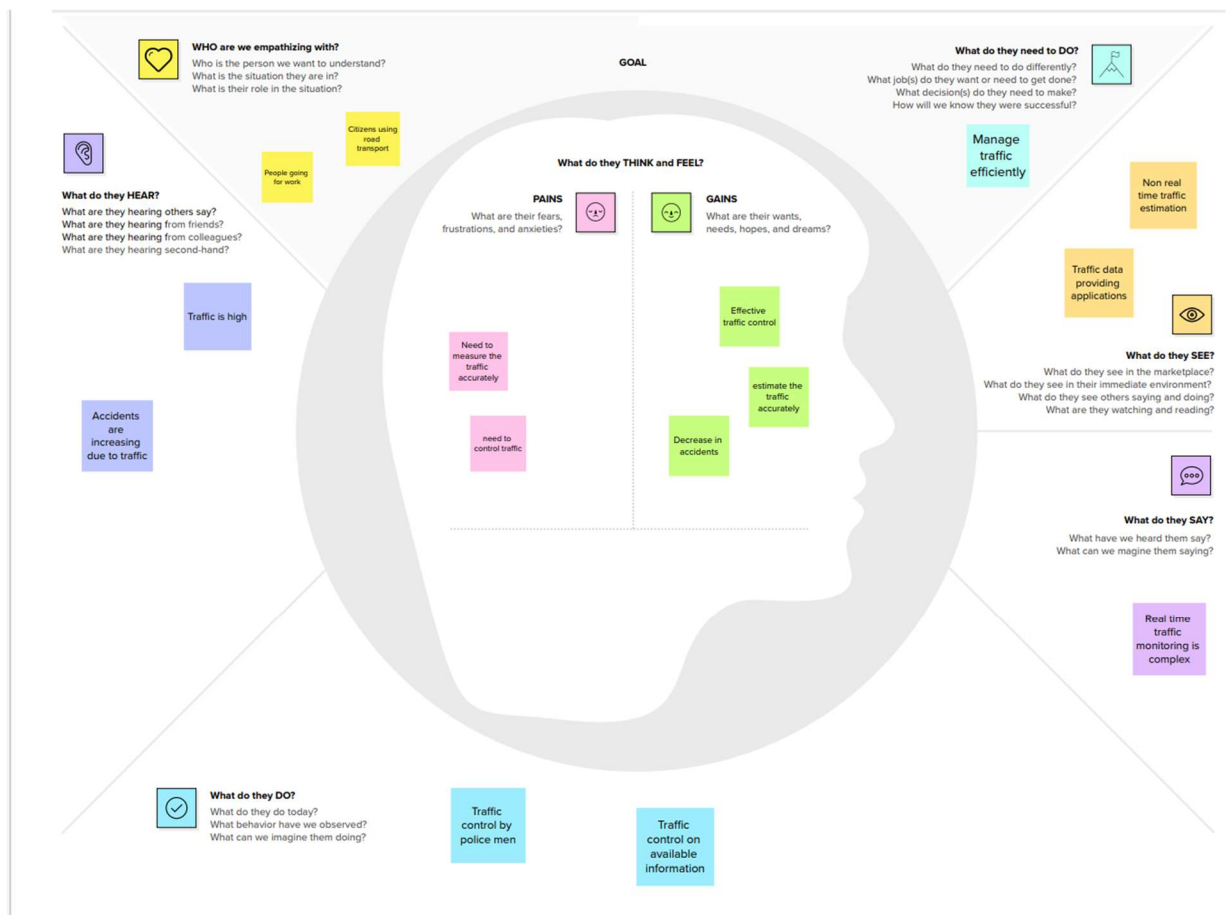 WHO are we empathizing with?
Who is the person we want to understand?
What is the situation they are in?
What is their role in the situation?
Citizens using
road
transport
People going
for work
GOAL
What do they need to DO?
What do they need to do differently?
What job(s) do they want or need to get done?
What decision(s) do they need to make?
How will we know they were successful?
Manage
traffic
efficiently
What do they HEAR?
What are they hearing others say?
What are they hearing from friends?
What are they hearing from colleagues?
What are they hearing second-hand?
Traffic is high
Accidents
are
increasing
due to traffic
What do they THINK and FEEL?
PAINS
What are their fears,
frustrations, and anxieties?
Need to
measure the
traffic
accurately
need to
control traffic
GAINS
What are their wants,
needs, hopes, and dreams?
Effective
traffic control
estimate the
traffic
accurately
Decrease in
accidents
Non real
time traffic
estimation
Traffic data
providing
applications
What do they SEE?
What do they see in the marketplace?
What do they see in their immediate environment?
What do they see others saying and doing?
What are they watching and reading?
What do they SAY?
What have we heard them say?
What can we magine them saying?
Real time
traffic
monitoring is
complex
What do they DO?
What do they do today?
What behavior have we observed?
What can we imagine them doing?
Traffic
control by
police men
Traffic
control on
available
information